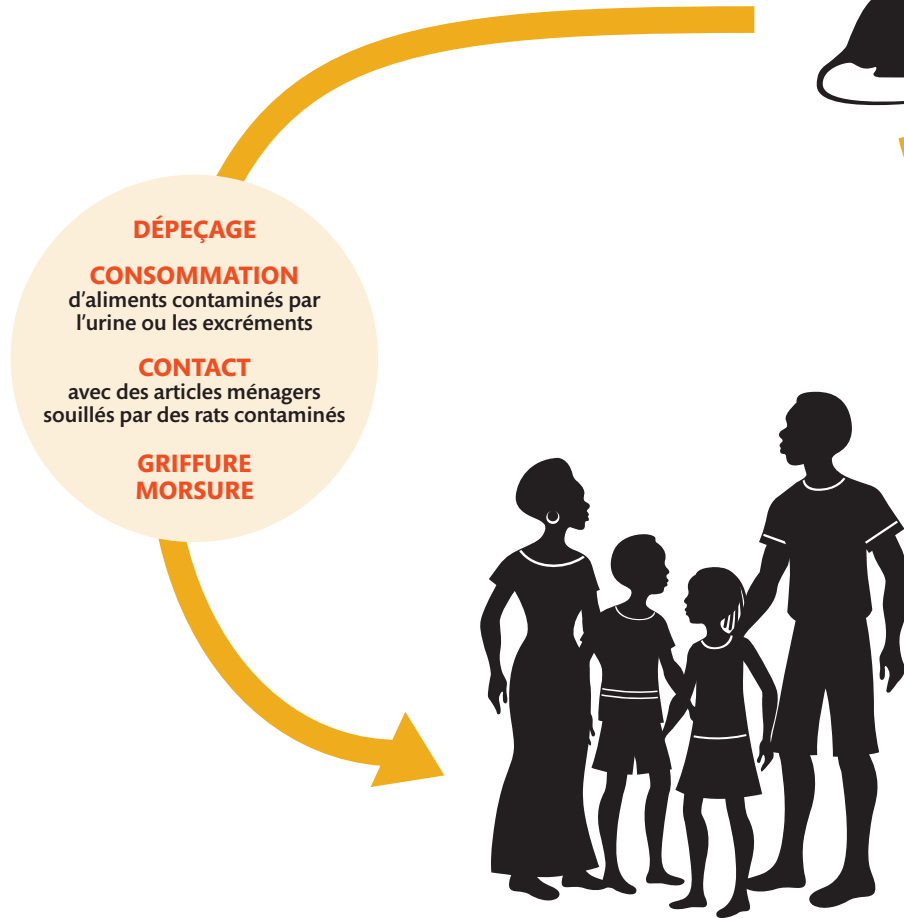 DÉPEÇAGE
CONSOMMATION
d'aliments contaminés par
l'urine ou les excréments
CONTACT
avec des articles ménagers
souillés par des rats contaminés
GRIFFURE
MORSURE